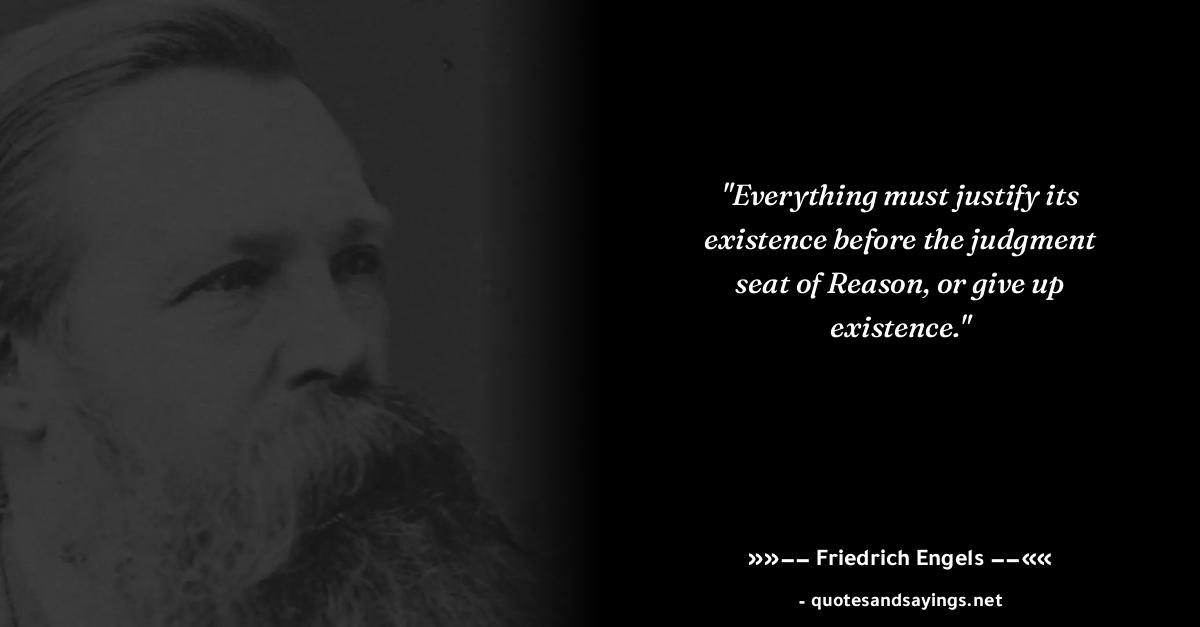 "Everything must justify its
existence before the judgment
seat of Reason, or give up
existence."
»»−− Friedrich Engels −−««
- quotesandsayings.net